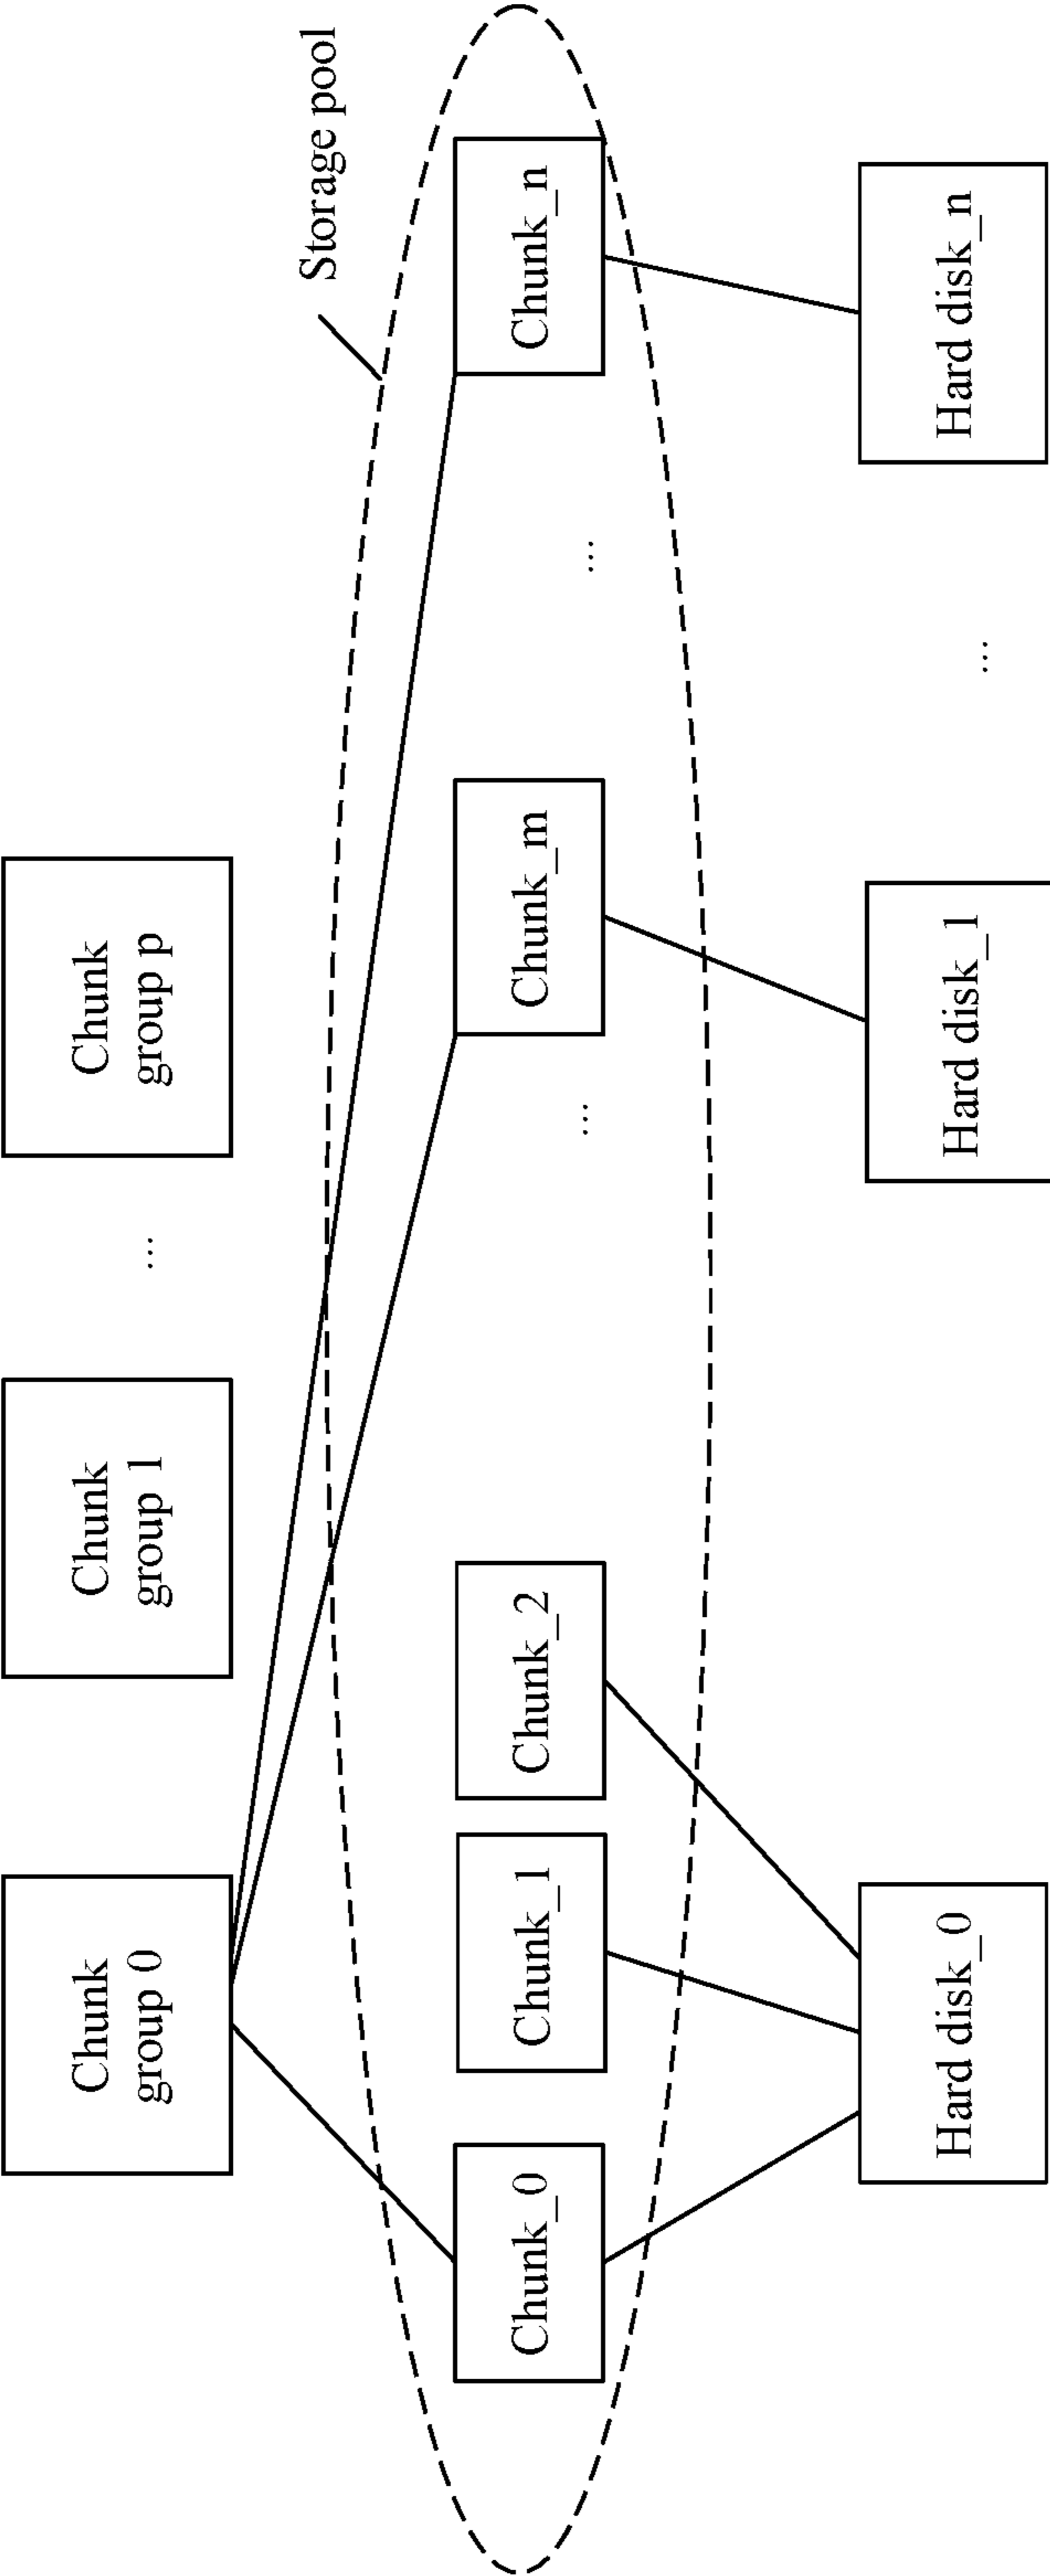 Chunk
group 0
Chunk
group 1
...
Chunk
group p
Storage pool
Chunk_0
Chunk_1
Chunk_2
...
Chunk_m
...
Chunk_n
Hard disk_0
Hard disk_1
...
Hard disk_n